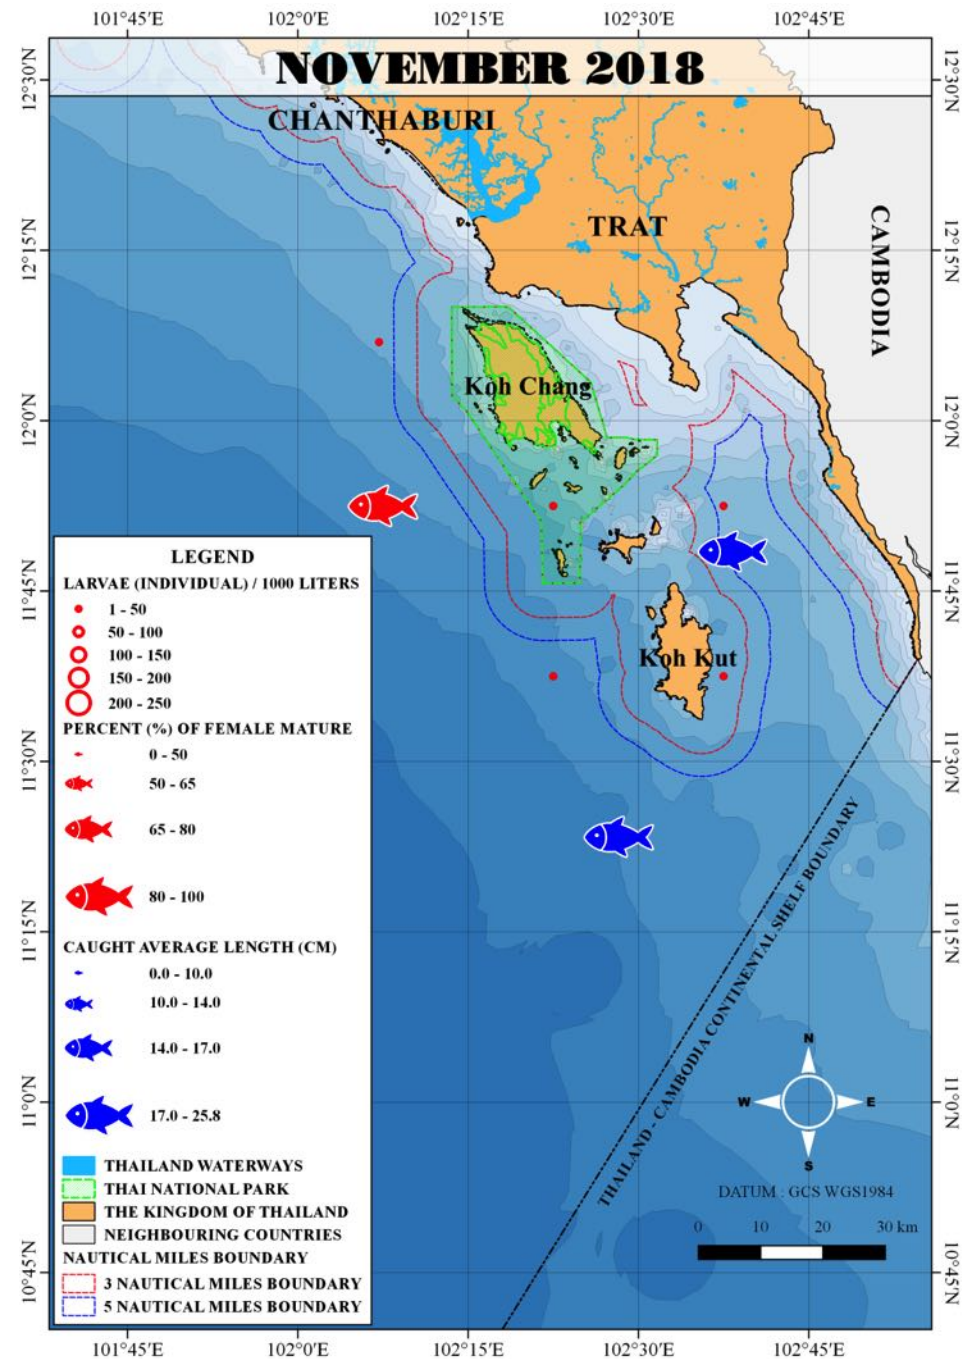 101°45'E 102°0'E 102°15'E 102°30'E 102°45'E
12°30'N 12°30'N
NOVEMBER 2018
CHANTHABURI
TRAT
CAMBODIA
12°15'N 12°15'N
Koh Chang
12°0'N 12°0'N
11°45'N 11°45'N
Koh Kut
11°30'N 11°30'N
11°15'N 11°15'N
11°0'N 11°0'N
10°45'N 10°45'N
THAILAND - CAMBODIA CONTINENTAL SHELF BOUNDARY
LEGEND
LARVAE (INDIVIDUAL) / 1000 LITERS
1 - 50
50 - 100
100 - 150
150 - 200
200 - 250
PERCENT (%) OF FEMALE MATURE
0 - 50
50 - 65
65 - 80
80 - 100
CAUGHT AVERAGE LENGTH (CM)
0.0 - 10.0
10.0 - 14.0
14.0 - 17.0
17.0 - 25.8
THAILAND WATERWAYS
THAI NATIONAL PARK
THE KINGDOM OF THAILAND
NEIGHBOURING COUNTRIES
NAUTICAL MILES BOUNDARY
3 NAUTICAL MILES BOUNDARY
5 NAUTICAL MILES BOUNDARY
N
W E
S
DATUM : GCS WGS1984
0 10 20 30 km
101°45'E 102°0'E 102°15'E 102°30'E 102°45'E